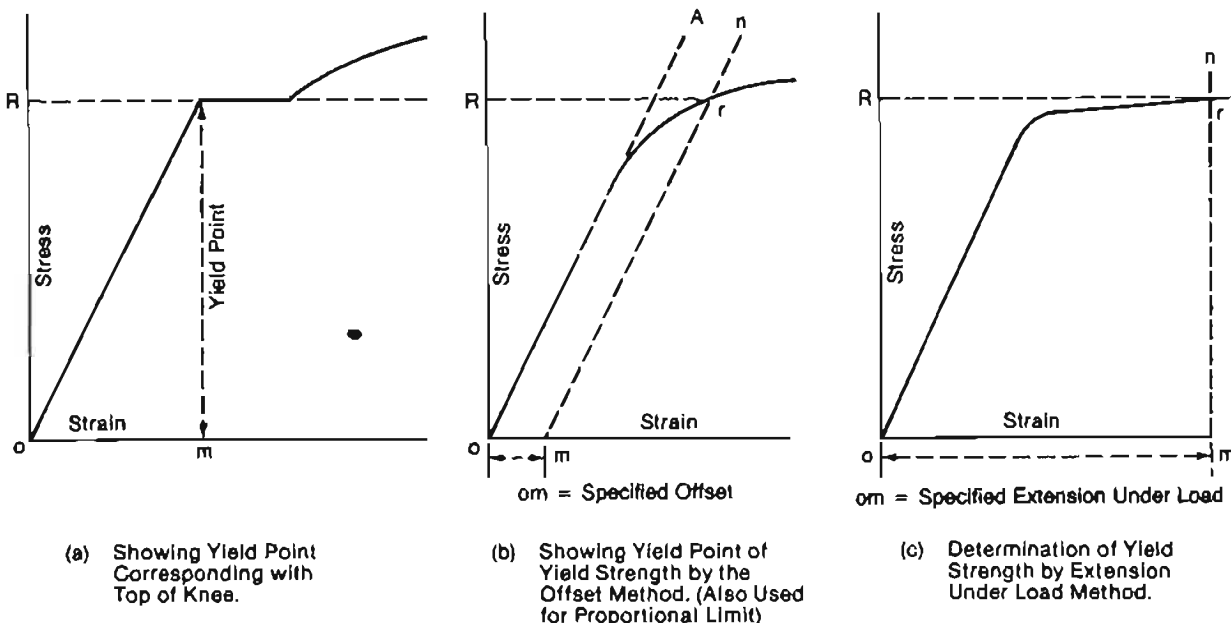 R
Stress
Yield Point
Strain
o
m
A
n
R
r
Stress
Strain
o
m
om = Specified Offset
n
R
r
Stress
Strain
o
m
om = Specified Extension Under Load
(a) Showing Yield Point
Corresponding with
Top of Knee.
(b) Showing Yield Point of
Yield Strength by the
Offset Method. (Also Used
for Proportional Limit)
(c) Determination of Yield
Strength by Extension
Under Load Method.